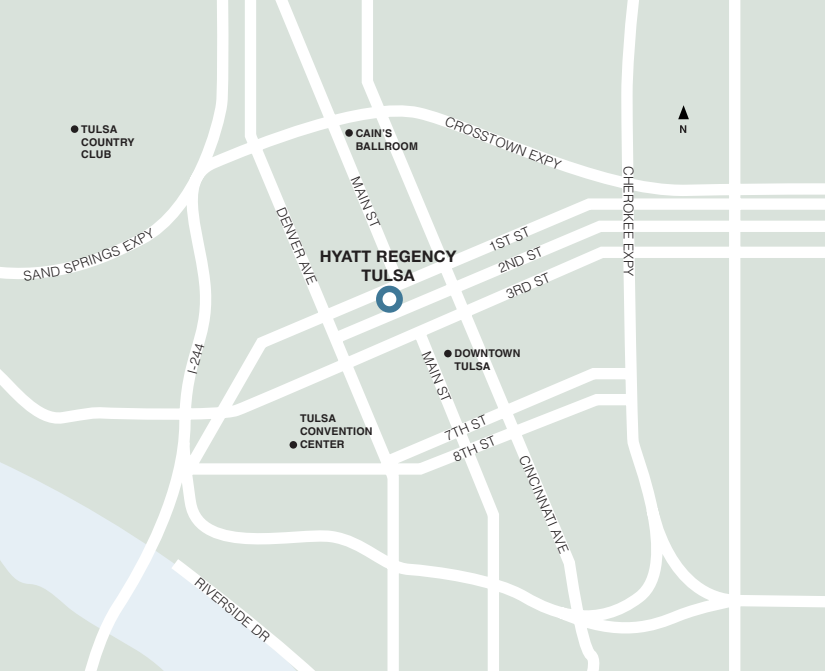 TULSA
COUNTRY
CLUB
CAIN'S
BALLROOM
CROSSTOWN EXPY
N
CHEROKEE EXPY
MAIN ST
DENVER AVE
SAND SPRINGS EXPY
1ST ST
2ND ST
3RD ST
HYATT REGENCY
TULSA
I-244
MAIN ST
DOWNTOWN
TULSA
TULSA
CONVENTION
CENTER
7TH ST
8TH ST
CINCINNATI AVE
RIVERSIDE DR